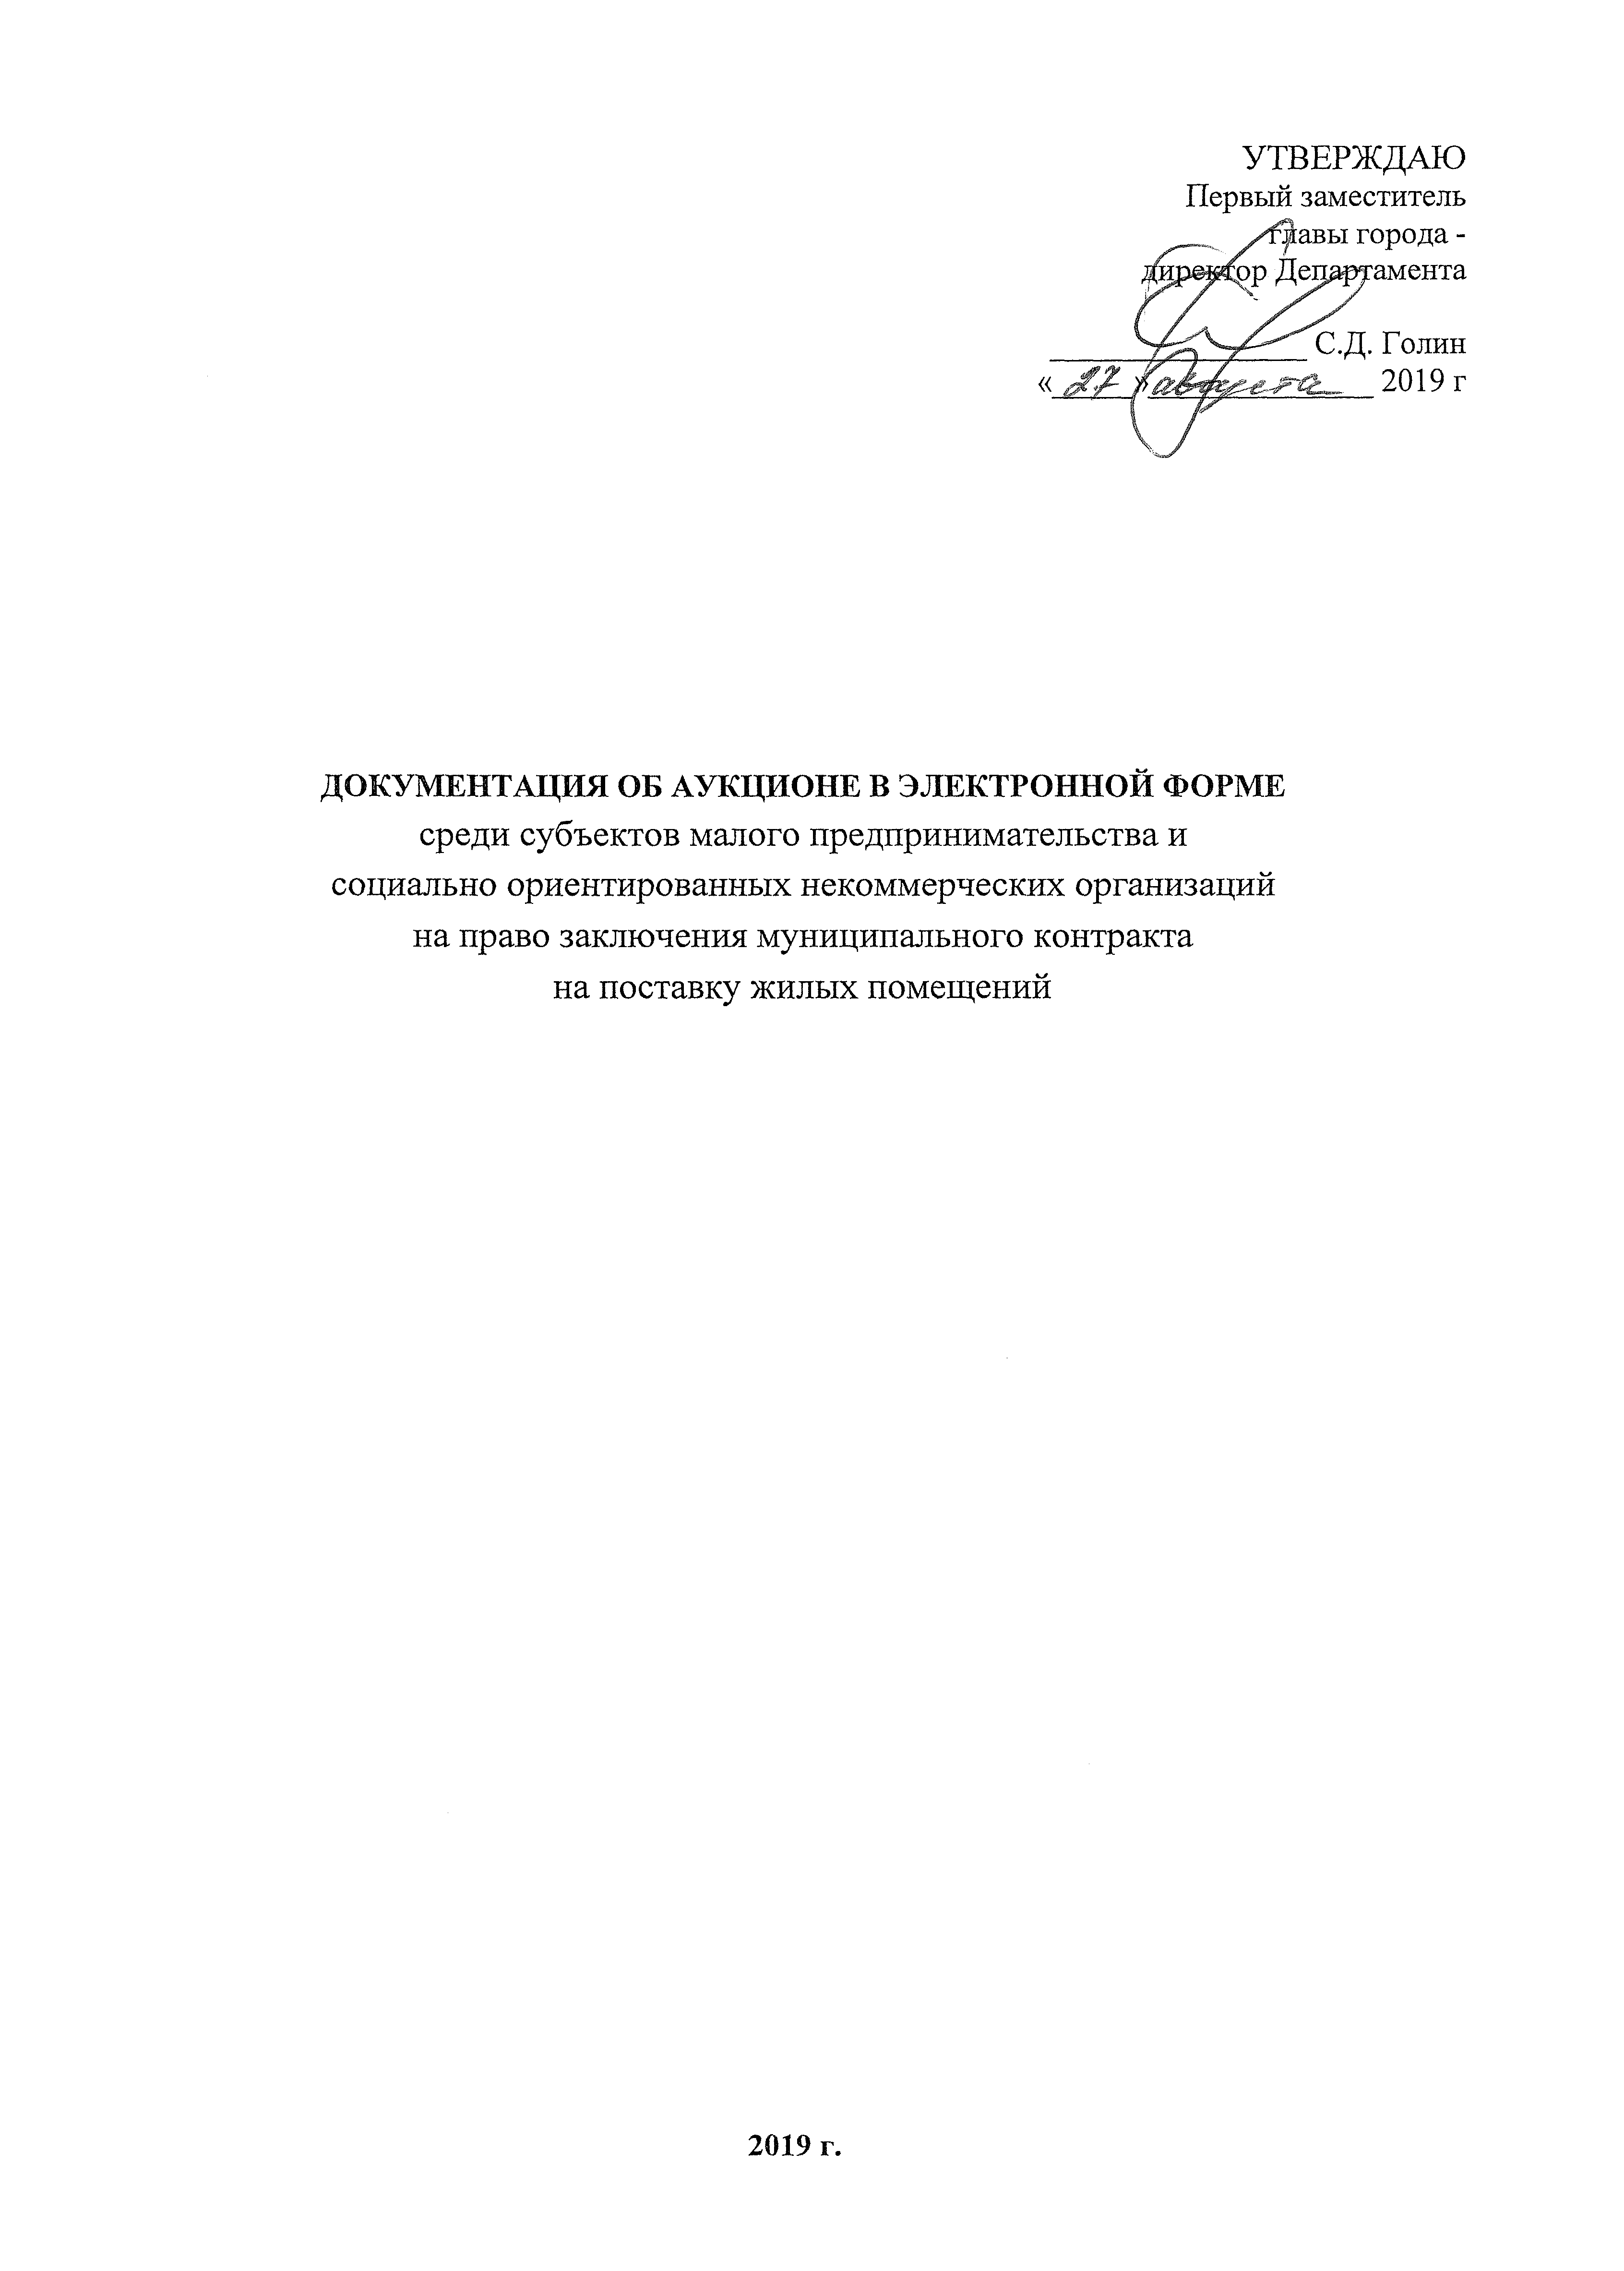 УТВЕРЖДАЮ
Первый заместитель
главы города -
директор Департамента
С.Д. Голин
« 27 » августа 2019 г
ДОКУМЕНТАЦИЯ ОБ АУКЦИОНЕ В ЭЛЕКТРОННОЙ ФОРМЕ
среди субъектов малого предпринимательства и
социально ориентированных некоммерческих организаций
на право заключения муниципального контракта
на поставку жилых помещений
2019 г.